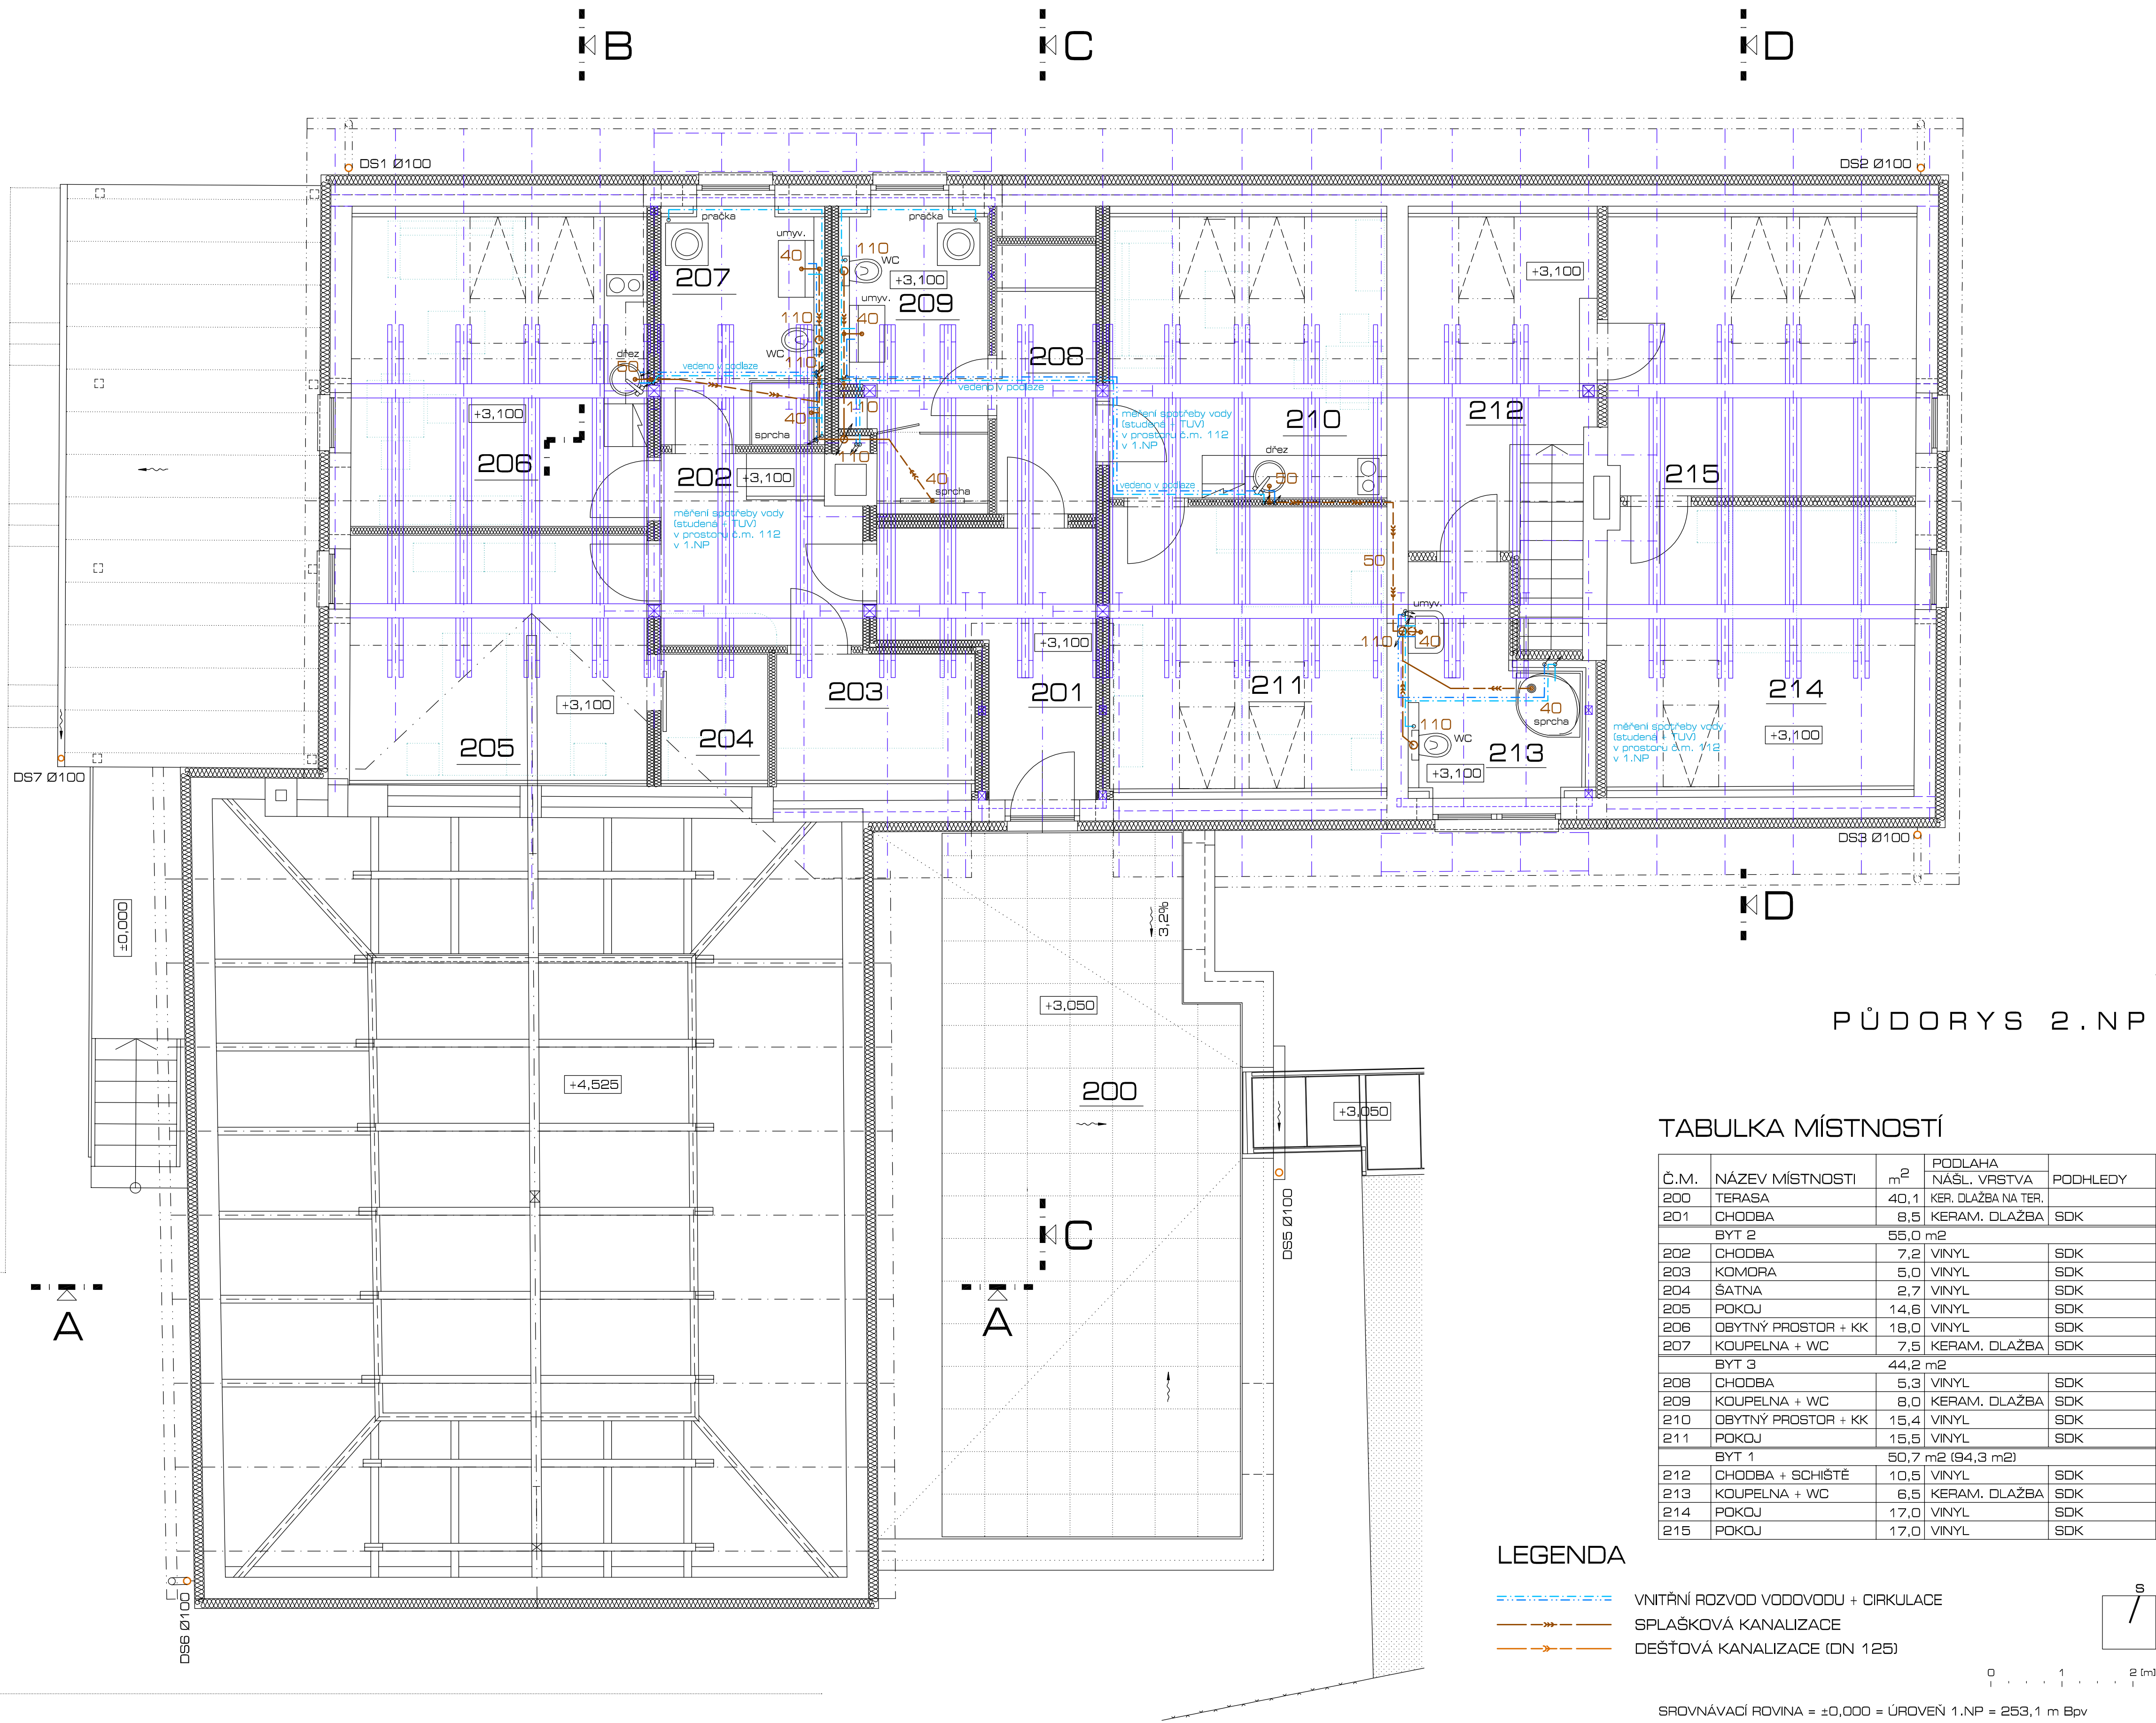 B
C
D
DS1 Ø100
DS2 Ø100
pračka
pračka
umyv.
110
WC
40
207
+3,100
+3,100
umyv.
209
110
40
WC
208
dřez
50
vedeno v podlaze
110
vedeno v podlaze
+3,100
40
110
sprcha
měření spotřeby vody
(studená + TUV)
v prostoru č.m. 112
v 1.NP
210
212
dřez
206
202
+3,100
110
40
sprcha
vedeno v podlaze
50
215
měření spotřeby vody
(studená + TUV)
v prostoru č.m. 112
v 1.NP
50
umyv.
110
40
+3,100
+3,100
203
201
211
214
40
sprcha
205
204
110
WC
213
+3,100
měření spotřeby vody
(studená + TUV)
v prostoru č.m. 112
v 1.NP
+3,100
DS7 Ø100
DS3 Ø100
±0,000
3,2%
D
+3,050
PŮDORYS 2.NP
+4,525
200
+3,050
DS5 Ø100
C
A
A
DS6 Ø100
TABULKA MÍSTNOSTÍ
Č.M. NÁZEV MÍSTNOSTI m2 PODLAHA NÁŠL. VRSTVA PODHLEDY
200 TERASA 40,1 KER. DLAŽBA NA TER.
201 CHODBA 8,5 KERAM. DLAŽBA SDK
BYT 2 55,0 m2
202 CHODBA 7,2 VINYL SDK
203 KOMORA 5,0 VINYL SDK
204 ŠATNA 2,7 VINYL SDK
205 POKOJ 14,6 VINYL SDK
206 OBYTNÝ PROSTOR + KK 18,0 VINYL SDK
207 KOUPELNA + WC 7,5 KERAM. DLAŽBA SDK
BYT 3 44,2 m2
208 CHODBA 5,3 VINYL SDK
209 KOUPELNA + WC 8,0 KERAM. DLAŽBA SDK
210 OBYTNÝ PROSTOR + KK 15,4 VINYL SDK
211 POKOJ 15,5 VINYL SDK
BYT 1 50,7 m2 (94,3 m2)
212 CHODBA + SCHIŠTĚ 10,5 VINYL SDK
213 KOUPELNA + WC 6,5 KERAM. DLAŽBA SDK
214 POKOJ 17,0 VINYL SDK
215 POKOJ 17,0 VINYL SDK
LEGENDA
VNITŘNÍ ROZVOD VODOVODU + CIRKULACE
SPLAŠKOVÁ KANALIZACE
DEŠŤOVÁ KANALIZACE (DN 125)
S
0 1 2 [m]
SROVNÁVACÍ ROVINA = ±0,000 = ÚROVEŇ 1.NP = 253,1 m Bpv